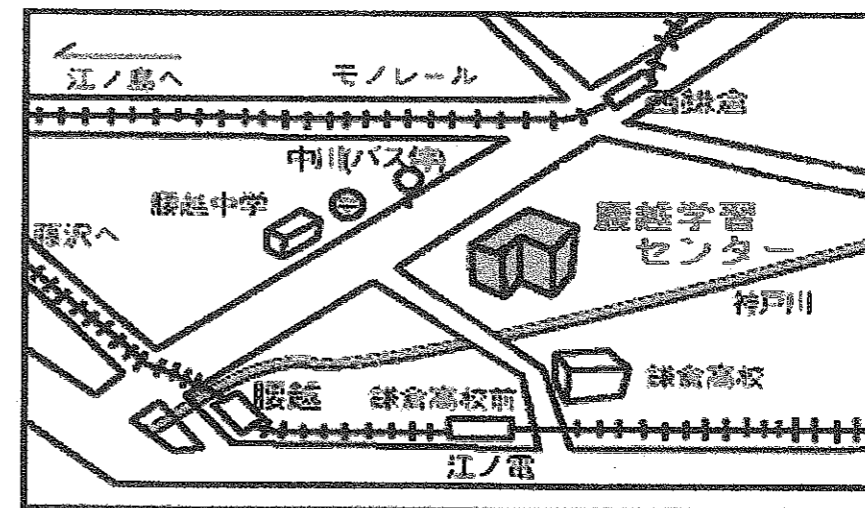 江ノ島へ
モノレール
西鎌倉
中川(バス停)
腰越中学
藤沢へ
腰越学習
センター
神戸川
腰越
鎌倉高校前
鎌倉高校
江ノ電